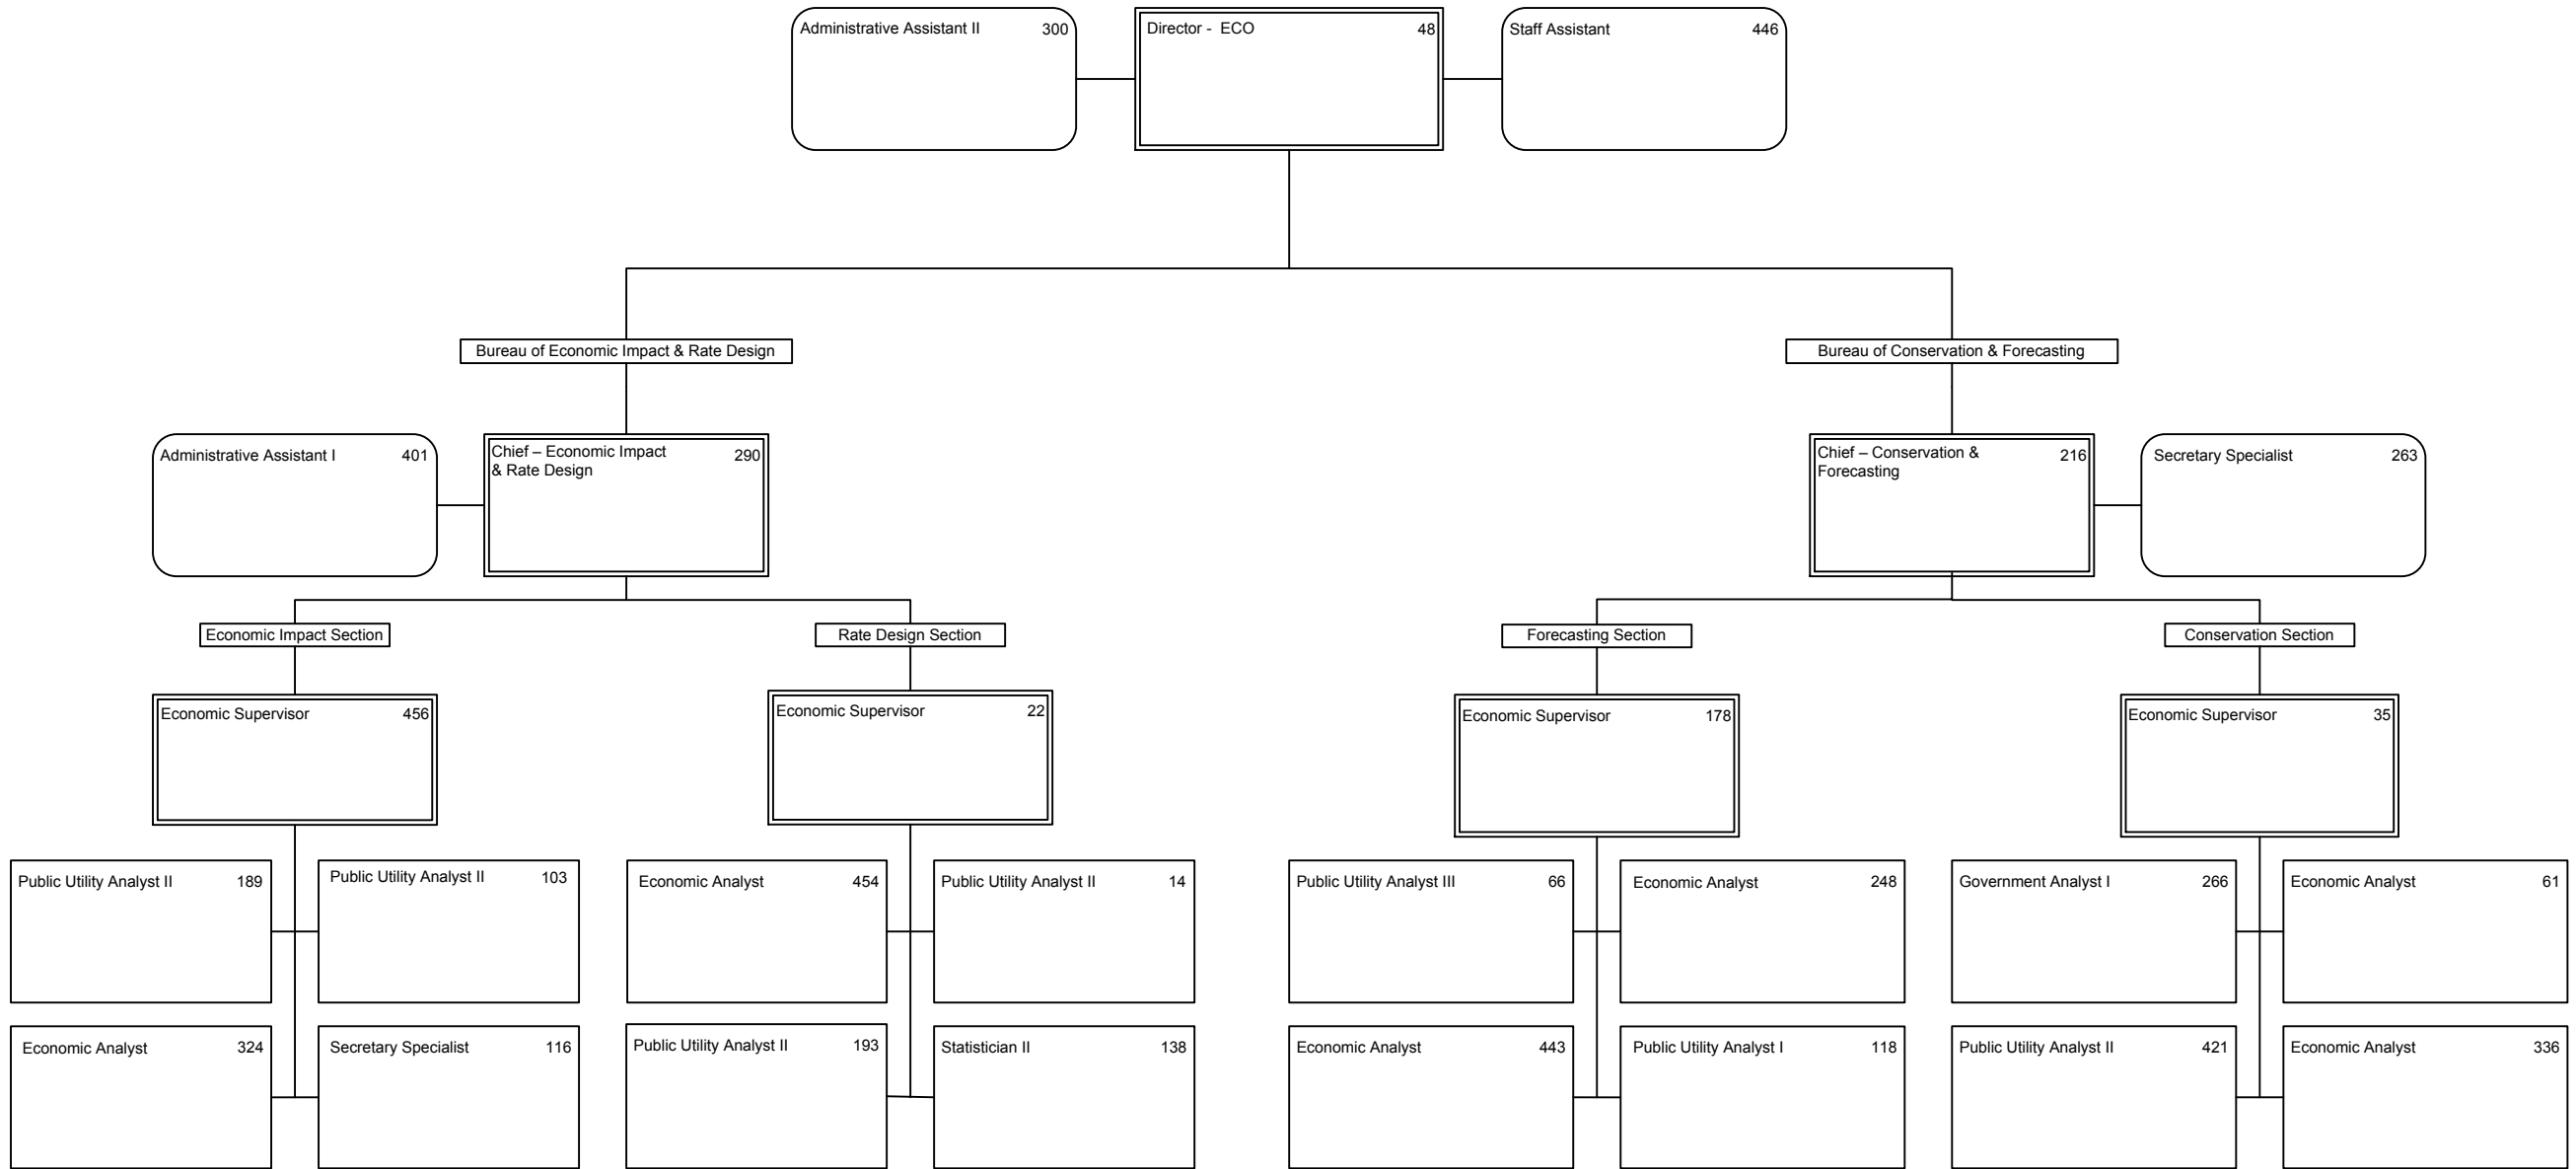 Administrative Assistant II 300
Director - ECO 48
Staff Assistant 446
Bureau of Economic Impact & Rate Design
Bureau of Conservation & Forecasting
Administrative Assistant I 401
Chief – Economic Impact 290
& Rate Design
Chief – Conservation & 216
Forecasting
Secretary Specialist 263
Economic Impact Section
Rate Design Section
Forecasting Section
Conservation Section
Economic Supervisor 456
Economic Supervisor 22
Economic Supervisor 178
Economic Supervisor 35
Public Utility Analyst II 189
Public Utility Analyst II 103
Economic Analyst 454
Public Utility Analyst II 14
Public Utility Analyst III 66
Economic Analyst 248
Government Analyst I 266
Economic Analyst 61
Economic Analyst 324
Secretary Specialist 116
Public Utility Analyst II 193
Statistician II 138
Economic Analyst 443
Public Utility Analyst I 118
Public Utility Analyst II 421
Economic Analyst 336